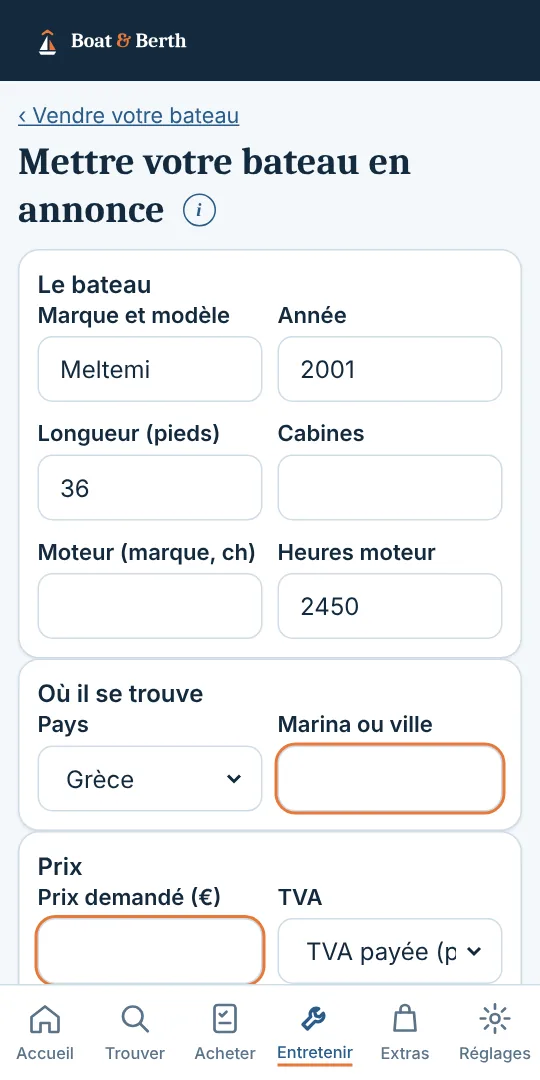 Boat & Berth
‹ Vendre votre bateau
Mettre votre bateau en
annonce i
Le bateau
Marque et modèle Année
Meltemi 2001
Longueur (pieds) Cabines
36
Moteur (marque, ch) Heures moteur
2450
Où il se trouve
Pays Marina ou ville
Grèce
Prix
Prix demandé (€) TVA
TVA payée (p
Accueil Trouver Acheter Entretenir Extras Réglages